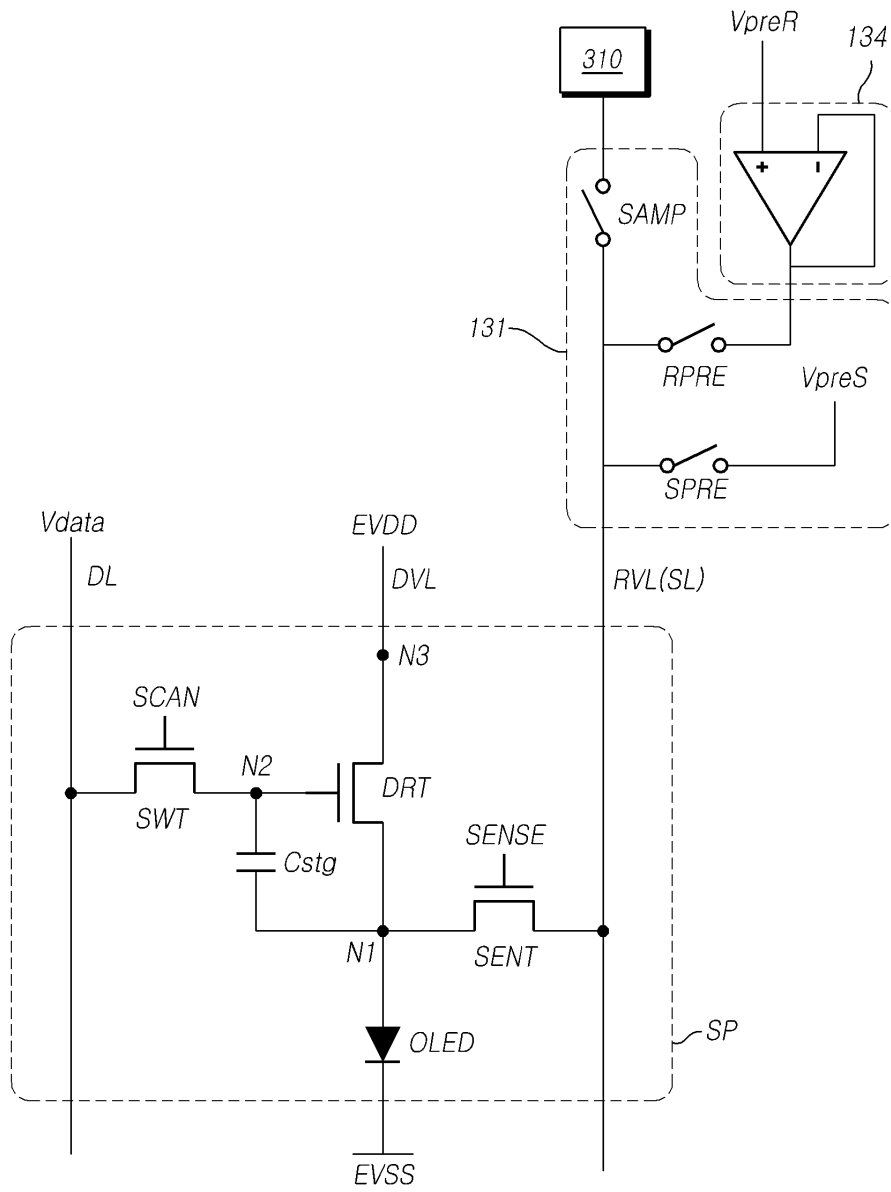 VpreR
134
310
+
-
SAMP
131
RPRE
VpreS
SPRE
Vdata
EVDD
DL
DVL
RVL(SL)
N3
SCAN
N2
DRT
SWT
SENSE
Cstg
N1
SENT
OLED
SP
EVSS